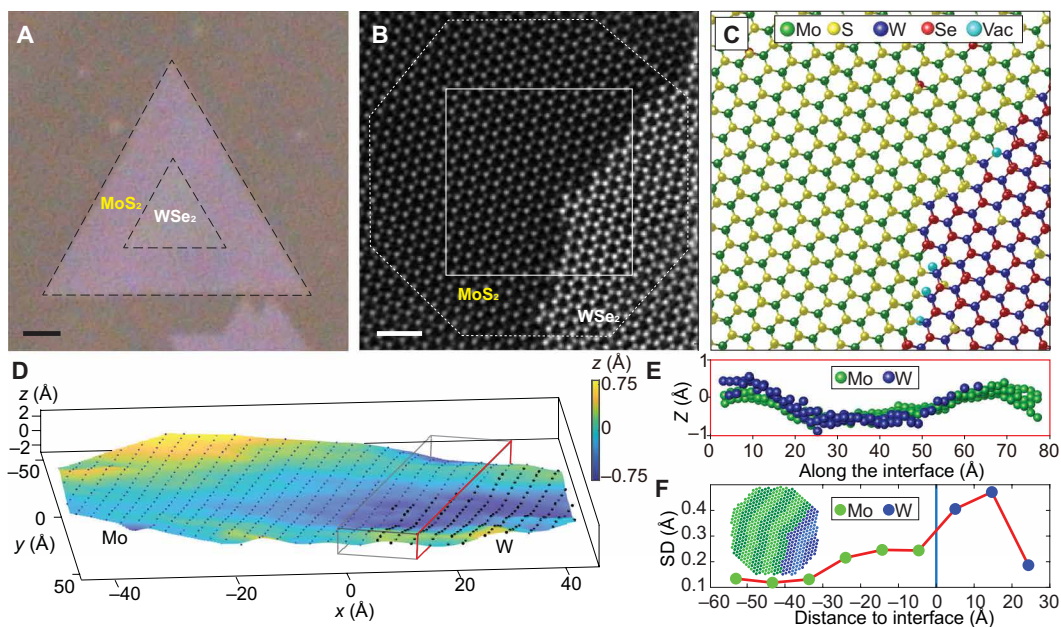 A
MoS₂
WSe₂
B
MoS₂
WSe₂
C
Mo S W Se Vac
D
z (Å)
2
0
−2
−50
0
50
y (Å)
Mo
W
−40 −20 0 20 40
x (Å)
z (Å)
0.75
0
−0.75
E
Mo W
Z (Å)
1
0
−1
0 10 20 30 40 50 60 70 80
Along the interface (Å)
F
Mo W
SD (Å)
0.4
0.3
0.2
0.1
−60 −50 −40 −30 −20 −10 0 10 20 30
Distance to interface (Å)